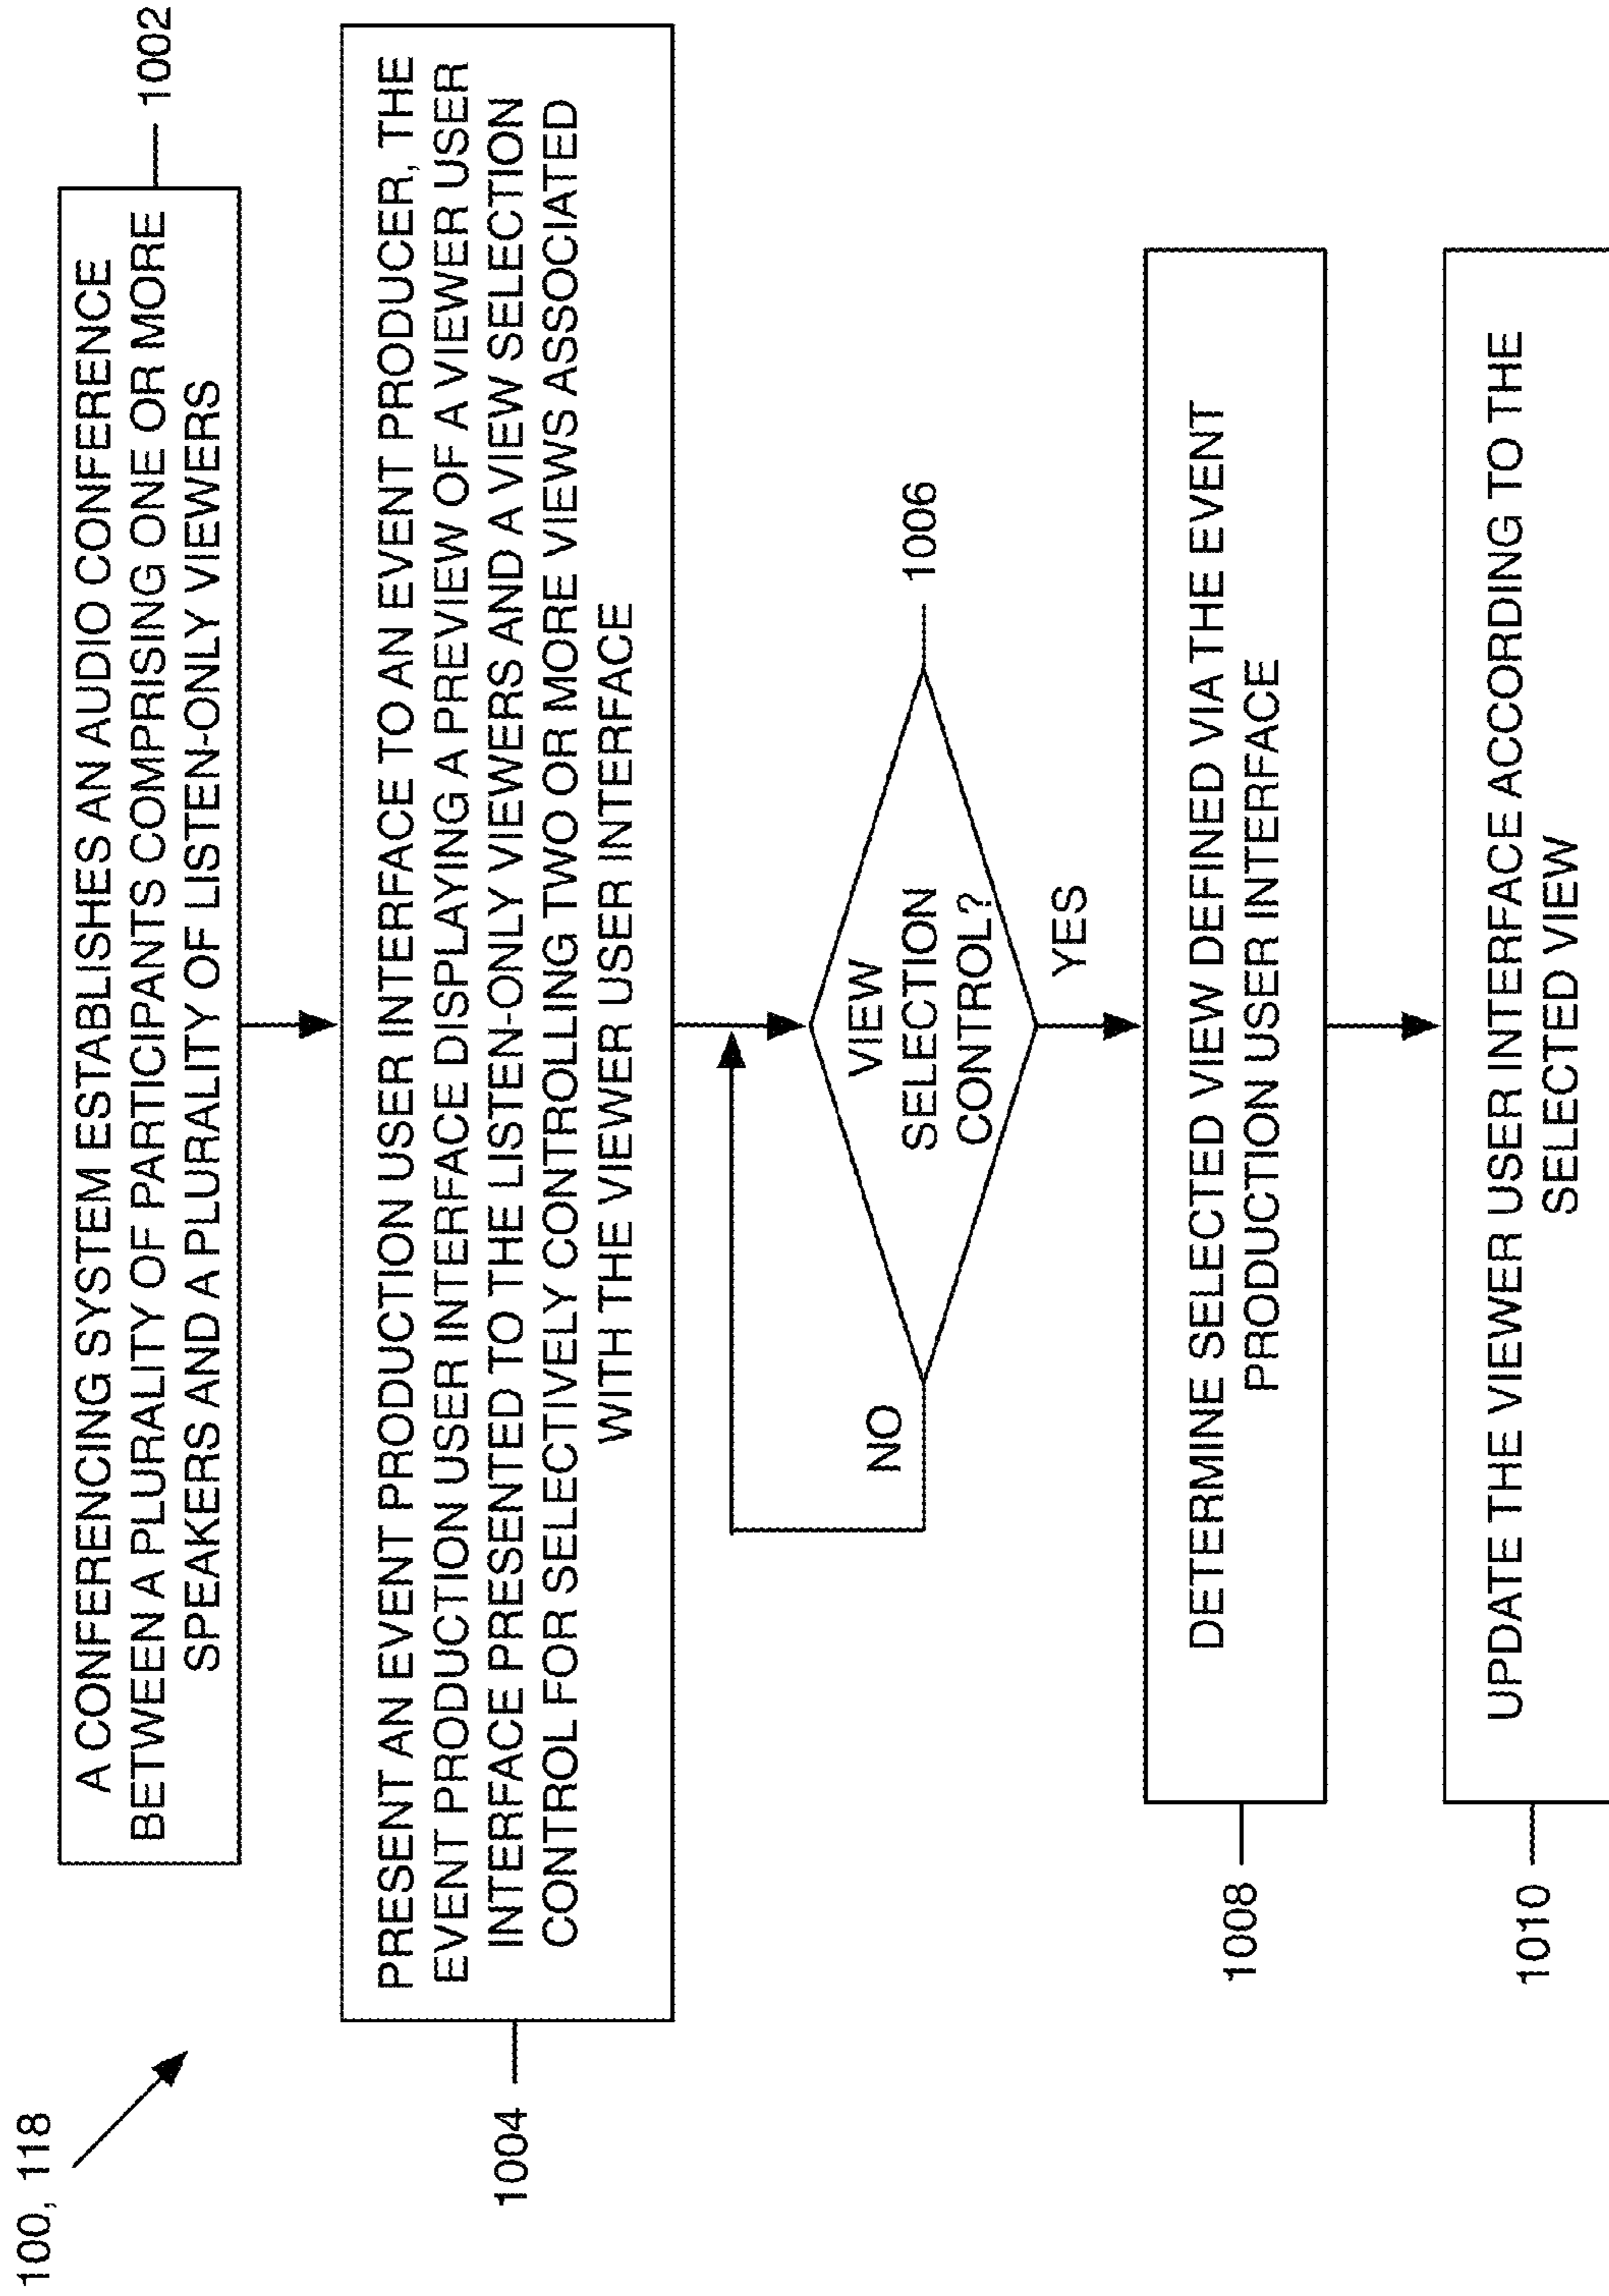 100, 118
A CONFERENCING SYSTEM ESTABLISHES AN AUDIO CONFERENCE
BETWEEN A PLURALITY OF PARTICIPANTS COMPRISING ONE OR MORE
SPEAKERS AND A PLURALITY OF LISTEN-ONLY VIEWERS
1002
PRESENT AN EVENT PRODUCTION USER INTERFACE TO AN EVENT PRODUCER, THE
EVENT PRODUCTION USER INTERFACE DISPLAYING A PREVIEW OF A VIEWER USER
INTERFACE PRESENTED TO THE LISTEN-ONLY VIEWERS AND A VIEW SELECTION
CONTROL FOR SELECTIVELY CONTROLLING TWO OR MORE VIEWS ASSOCIATED
WITH THE VIEWER USER INTERFACE
1004
VIEW
SELECTION
CONTROL?
1006
NO
YES
DETERMINE SELECTED VIEW DEFINED VIA THE EVENT
PRODUCTION USER INTERFACE
1008
UPDATE THE VIEWER USER INTERFACE ACCORDING TO THE
SELECTED VIEW
1010